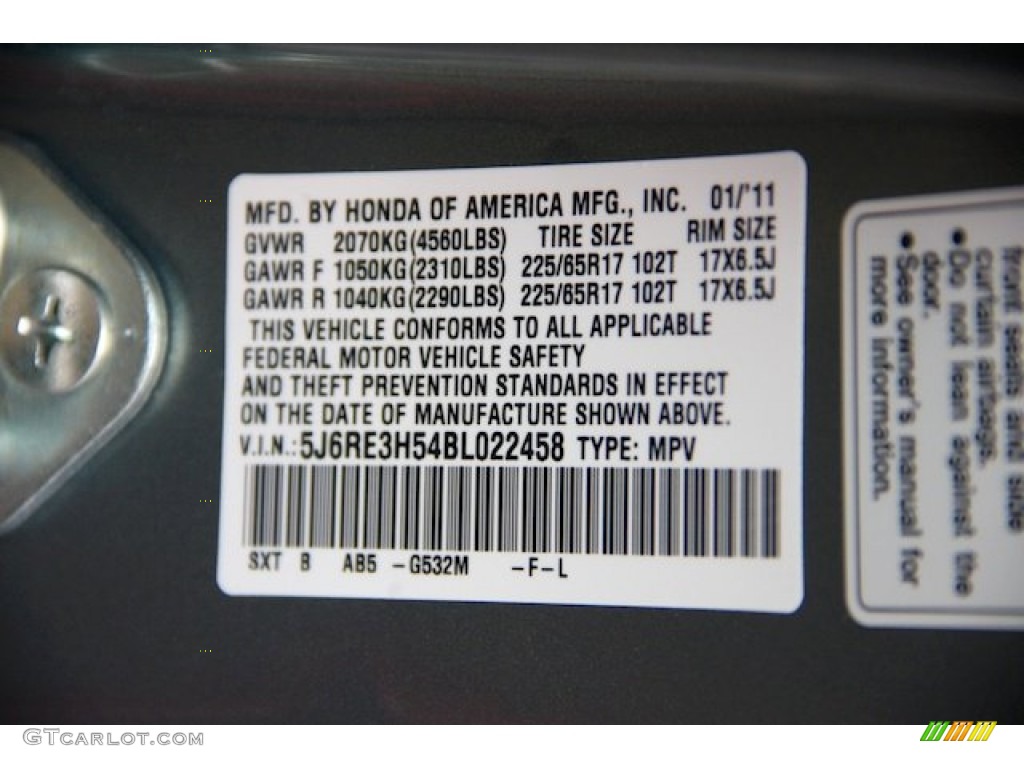 MFD. BY HONDA OF AMERICA MFG., INC. 01/'11
GVWR 2070KG(4560LBS) TIRE SIZE RIM SIZE
GAWR F 1050KG(2310LBS) 225/65R17 102T 17X6.5J
GAWR R 1040KG(2290LBS) 225/65R17 102T 17X6.5J
THIS VEHICLE CONFORMS TO ALL APPLICABLE
FEDERAL MOTOR VEHICLE SAFETY
AND THEFT PREVENTION STANDARDS IN EFFECT
ON THE DATE OF MANUFACTURE SHOWN ABOVE.
V.I.N.: 5J6RE3H54BL022458 TYPE: MPV
SXT B AB5 -G532M -F-L
front seats and side
curtain airbags.
• Do not lean against the
door.
• See owner's manual for
more information.
GTCARLOT.COM